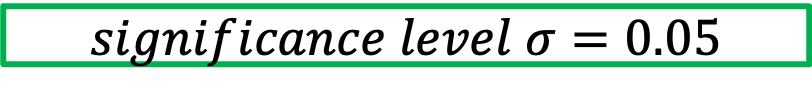 significance level σ = 0.05